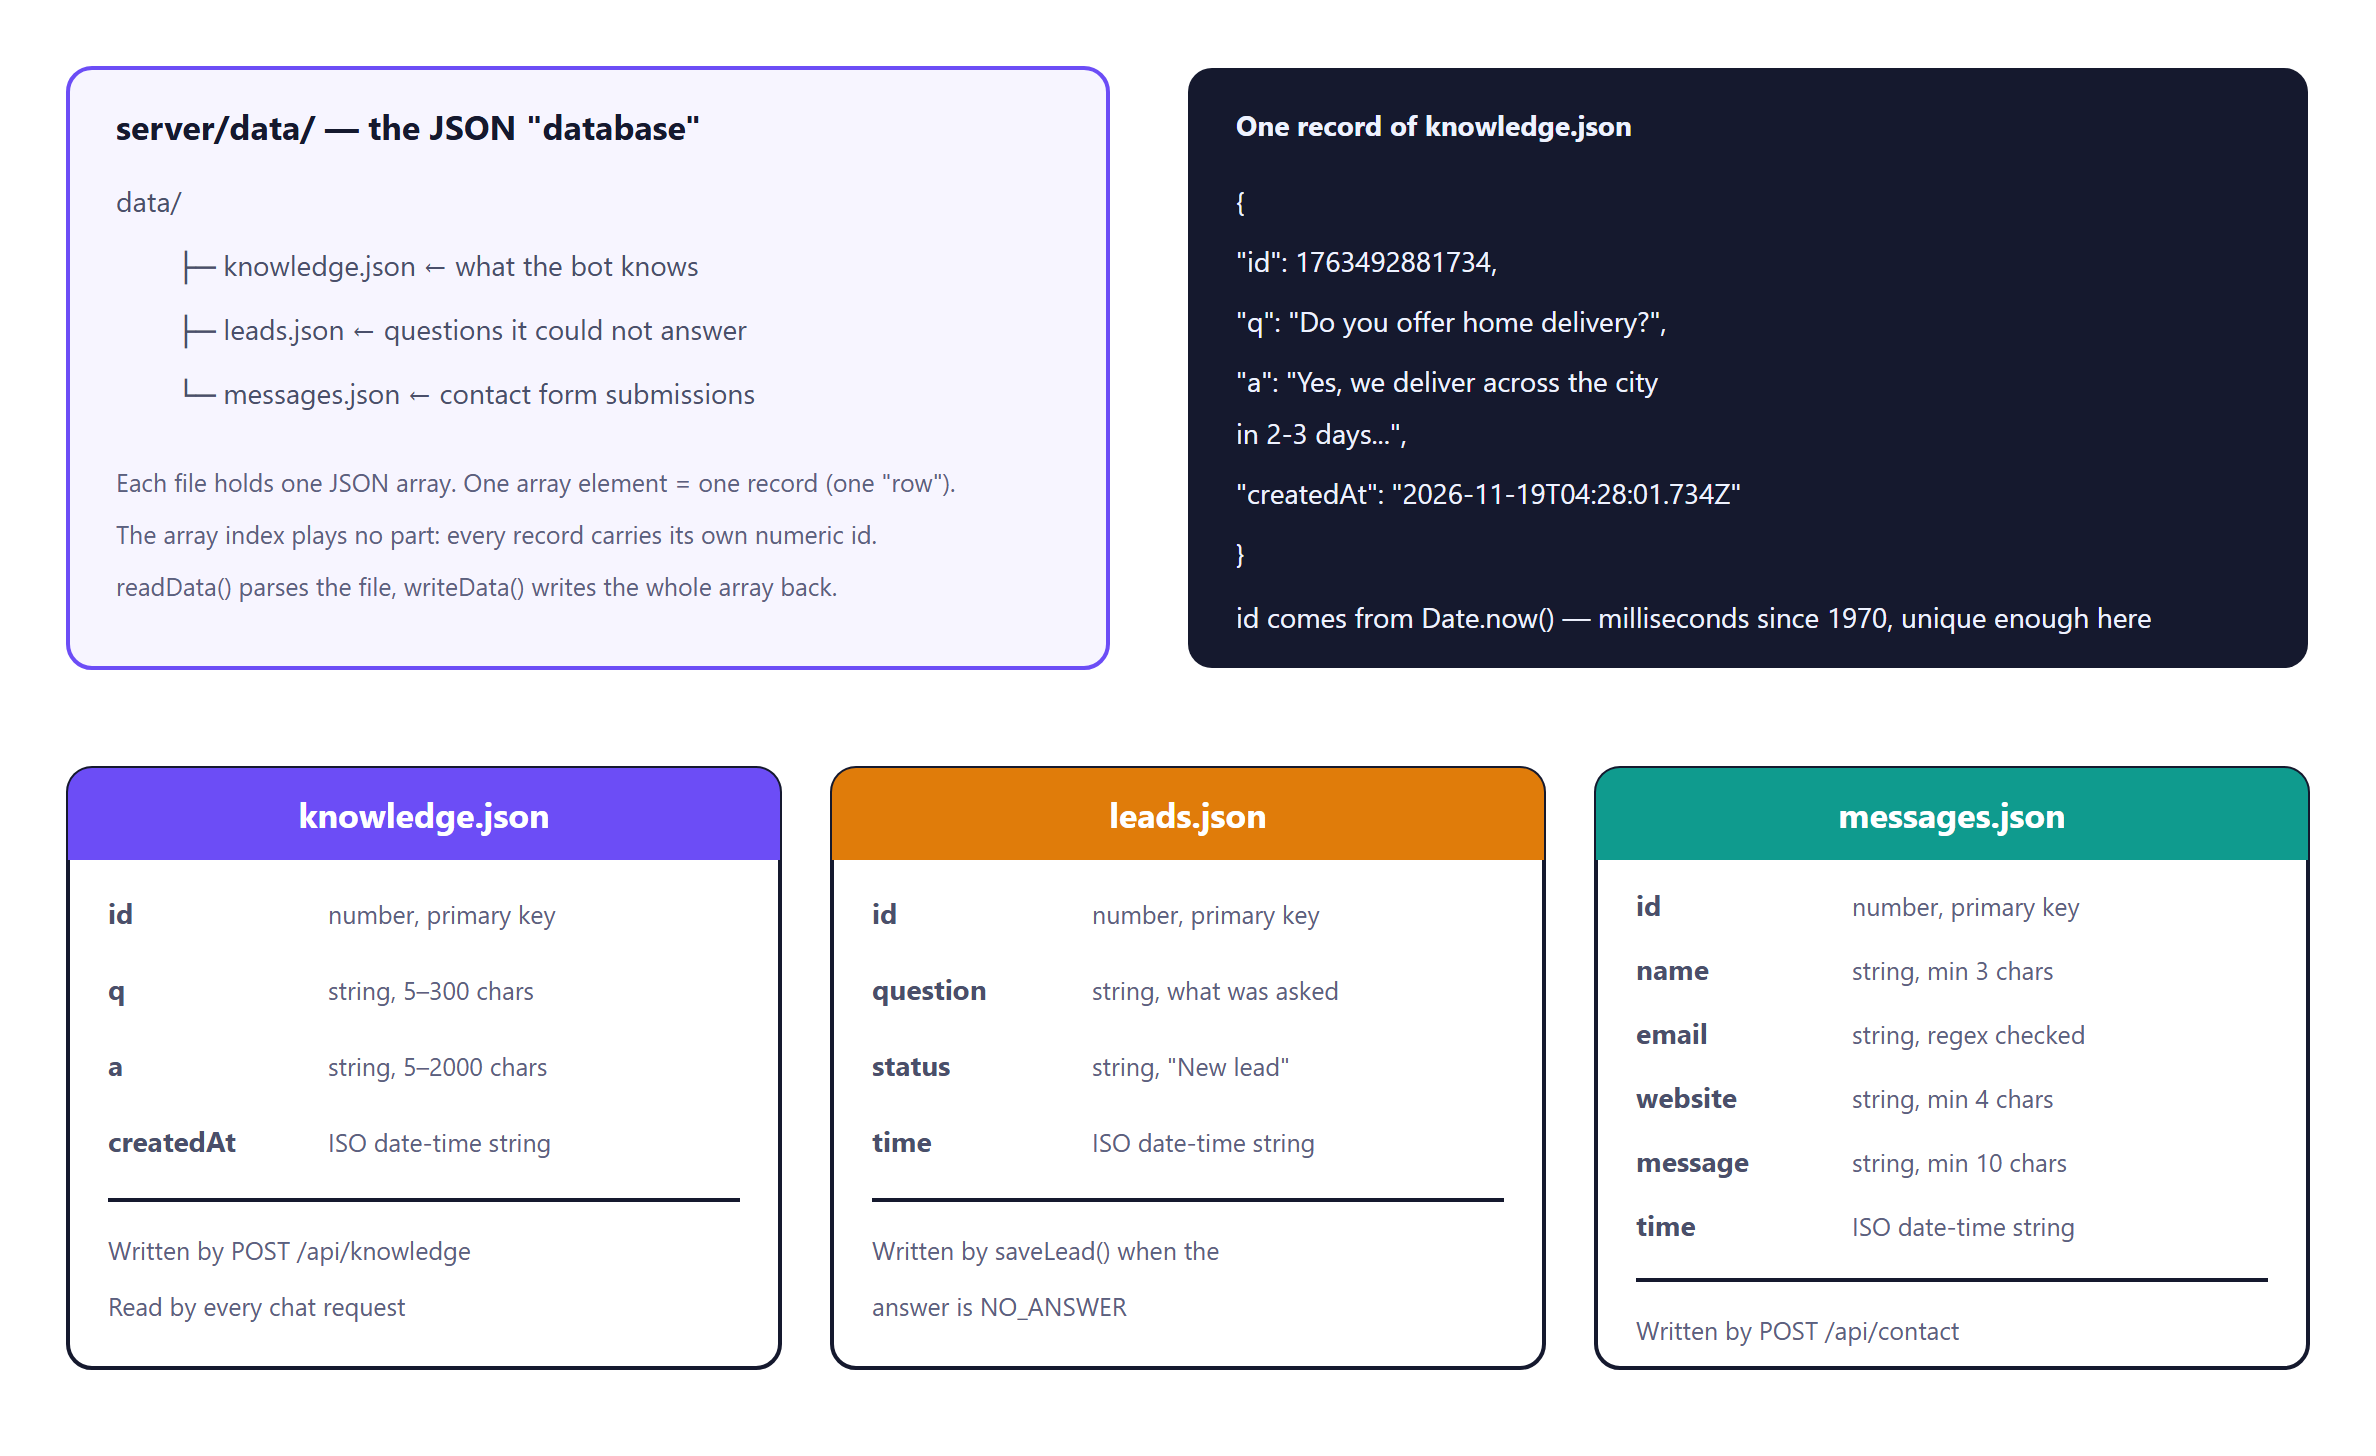 server/data/ — the JSON "database"
data/
├─ knowledge.json ← what the bot knows
├─ leads.json ← questions it could not answer
└─ messages.json ← contact form submissions
Each file holds one JSON array. One array element = one record (one "row").
The array index plays no part: every record carries its own numeric id.
readData() parses the file, writeData() writes the whole array back.
One record of knowledge.json
{
"id": 1763492881734,
"q": "Do you offer home delivery?",
"a": "Yes, we deliver across the city
in 2-3 days...",
"createdAt": "2026-11-19T04:28:01.734Z"
}
id comes from Date.now() — milliseconds since 1970, unique enough here
knowledge.json
id number, primary key
q string, 5–300 chars
a string, 5–2000 chars
createdAt ISO date-time string
Written by POST /api/knowledge
Read by every chat request
leads.json
id number, primary key
question string, what was asked
status string, "New lead"
time ISO date-time string
Written by saveLead() when the
answer is NO_ANSWER
messages.json
id number, primary key
name string, min 3 chars
email string, regex checked
website string, min 4 chars
message string, min 10 chars
time ISO date-time string
Written by POST /api/contact